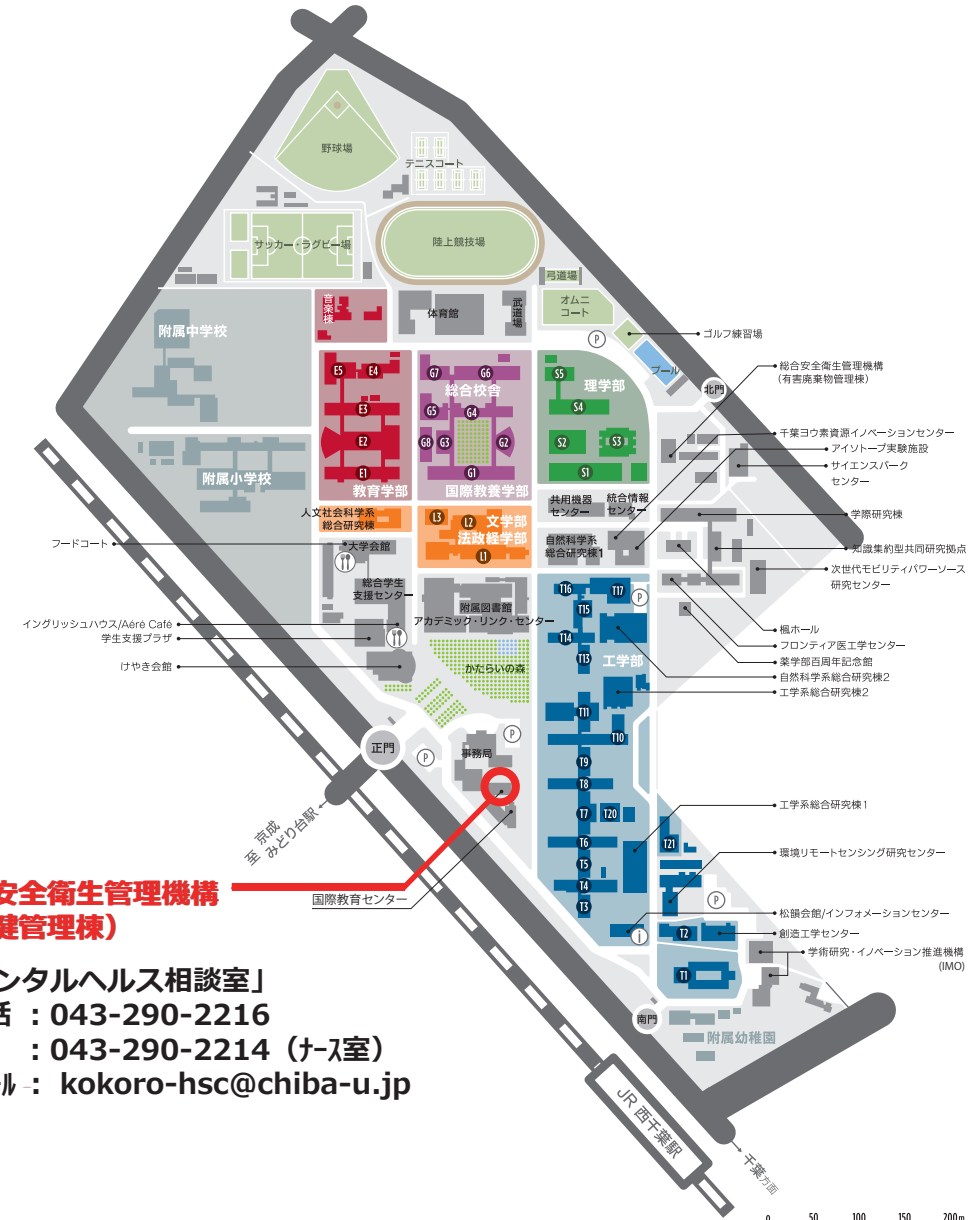 野球場
テニスコート
サッカー・ラグビー場
陸上競技場
弓道場
オムニ
コート
音楽棟
体育館
武道場
P
ゴルフ練習場
プール
北門
総合安全衛生管理機構
(有害廃棄物管理棟)
附属中学校
E5
E4
E3
E2
E1
教育学部
G7
G6
総合校舎
G5
G4
G8
G3
G2
G1
国際教養学部
S5
理学部
S4
S2
S3
S1
千葉ヨウ素資源イノベーションセンター
アイソトープ実験施設
サイエンスパーク
センター
附属小学校
人文社会科学系
総合研究棟
L3
L2
L1
文学部
法政経学部
共用機器
センター
統合情報
センター
自然科学系
総合研究棟1
学際研究棟
知識集約型共同研究拠点
次世代モビリティパワーソース
研究センター
フードコート
大学会館
総合学生
支援センター
附属図書館
アカデミック・リンク・センター
イングリッシュハウス/Aéré Café
学生支援プラザ
けやき会館
かたらいの森
T16
T17
P
T15
T14
T13
工学部
楓ホール
フロンティア医工学センター
薬学部百周年記念館
自然科学系総合研究棟2
工学系総合研究棟2
T11
T10
正門
P
事務局
P
T9
T8
T7
T20
T6
T5
T4
T3
工学系総合研究棟1
T21
環境リモートセンシング研究センター
P
至 京成
みどり台駅
国際教育センター
安全衛生管理機構
健管理棟)
松韻会館/インフォメーションセンター
i
T2
創造工学センター
学術研究・イノベーション推進機構
(IMO)
T1
南門
附属幼稚園
ンタルヘルス相談室」
話 : 043-290-2216
: 043-290-2214 (ﾅｰｽ室)
ﾙ : kokoro-hsc@chiba-u.jp
JR 西千葉駅
千葉方面
0 50 100 150 200m